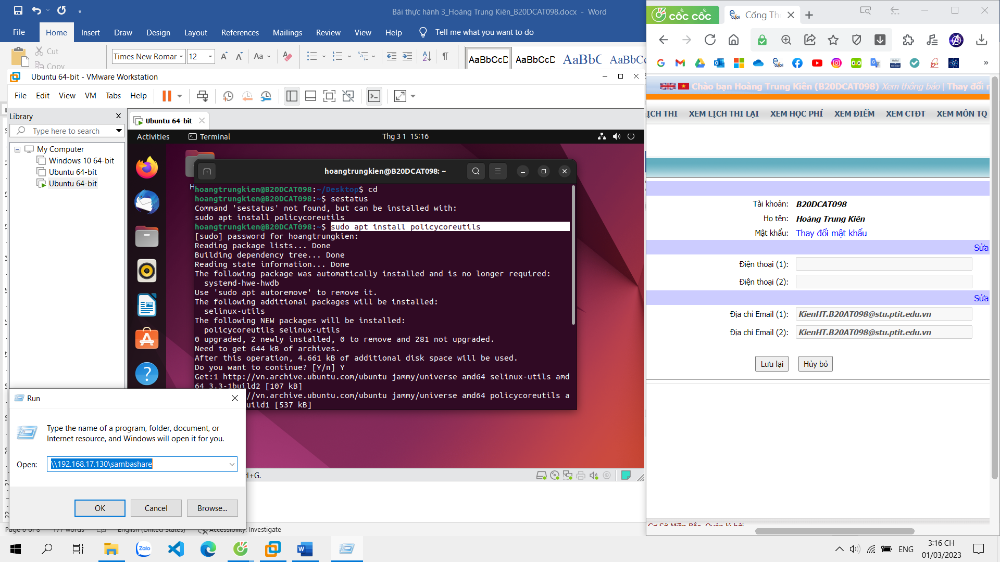 Bài thực hành 3_Hoàng Trung Kiên_B20DCAT098.docx - Word
File Home Insert Draw Design Layout References Mailings Review View Help Tell me what you want to do
Cut
Copy
Times New Romar 12 Aa
AaBbCcD AaBbCcD AaBbC AaBbCc
Ubuntu 64-bit - VMware Workstation
File Edit View VM Tabs Help
Library
Type here to search
My Computer
Windows 10 64-bit
Ubuntu 64-bit
Ubuntu 64-bit
Ubuntu 64-bit
Activities Terminal Thg 3 1 15:16
hoangtrungkien@B20DCAT098: ~
hoangtrungkien@B20DCAT098:~/Desktop$ cd
hoangtrungkien@B20DCAT098:~$ sestatus
Command 'sestatus' not found, but can be installed with:
sudo apt install policycoreutils
hoangtrungkien@B20DCAT098:~$ sudo apt install policycoreutils
[sudo] password for hoangtrungkien:
Reading package lists... Done
Building dependency tree... Done
Reading state information... Done
The following package was automatically installed and is no longer required:
systemd-hwe-hwdb
Use 'sudo apt autoremove' to remove it.
The following additional packages will be installed:
selinux-utils
The following NEW packages will be installed:
policycoreutils selinux-utils
0 upgraded, 2 newly installed, 0 to remove and 281 not upgraded.
Need to get 644 kB of archives.
After this operation, 4.661 kB of additional disk space will be used.
Do you want to continue? [Y/n] Y
Get:1 http://vn.archive.ubuntu.com/ubuntu jammy/universe amd64 selinux-utils amd
64 3.3-1build2 [107 kB]
//vn.archive.ubuntu.com/ubuntu jammy/universe amd64 policycoreutils a
uild1 [537 kB]
rl+G.
Run
Type the name of a program, folder, document, or
Internet resource, and Windows will open it for you.
Open: \\192.168.17.130\sambashare
OK Cancel Browse...
Page 6 of 8 177 words English (United States) Accessibility: Investigate
cốc cốc Cổng Th
Chào bạn Hoàng Trung Kiên (B20DCAT098) Xem thông báo | Thay đổi
ỊCH THI XEM LỊCH THI LẠI XEM HỌC PHÍ XEM ĐIỂM XEM CTĐT XEM MÔN TQ
Tài khoản: B20DCAT098
Họ tên: Hoàng Trung Kiên
Mật khẩu: Thay đổi mật khẩu
Sửa
Điện thoại (1):
Điện thoại (2):
Sửa
Địa chỉ Email (1): KienHT.B20AT098@stu.ptit.edu.vn
Địa chỉ Email (2): KienHT.B20AT098@stu.ptit.edu.vn
Lưu lại Hủy bỏ
Cơ Sở Miền Bắc. Quản lý bởi
Zalo
ENG
3:16 CH
01/03/2023